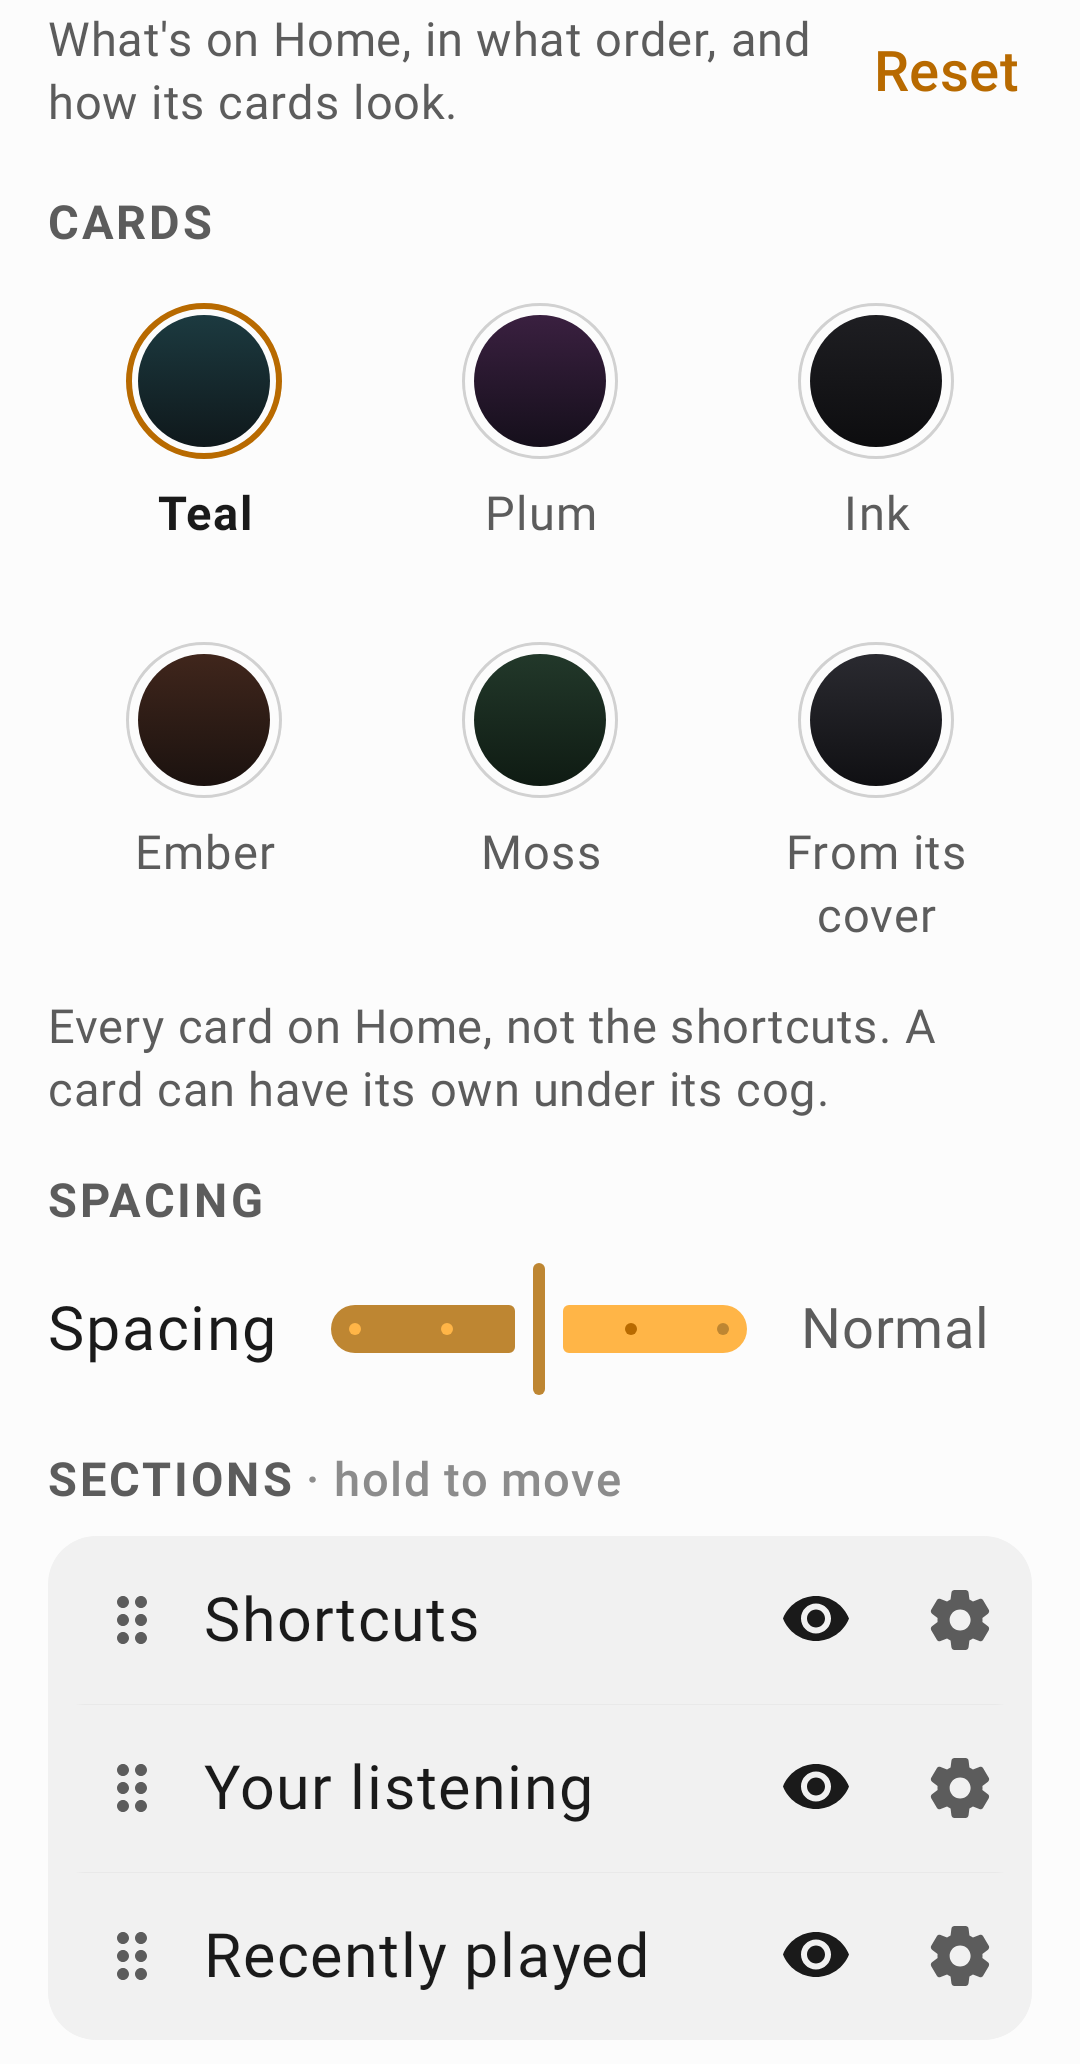 What's on Home, in what order, and
how its cards look.
Reset
CARDS
Teal
Plum
Ink
Ember
Moss
From its
cover
Every card on Home, not the shortcuts. A
card can have its own under its cog.
SPACING
Spacing
Normal
SECTIONS · hold to move
Shortcuts
Your listening
Recently played